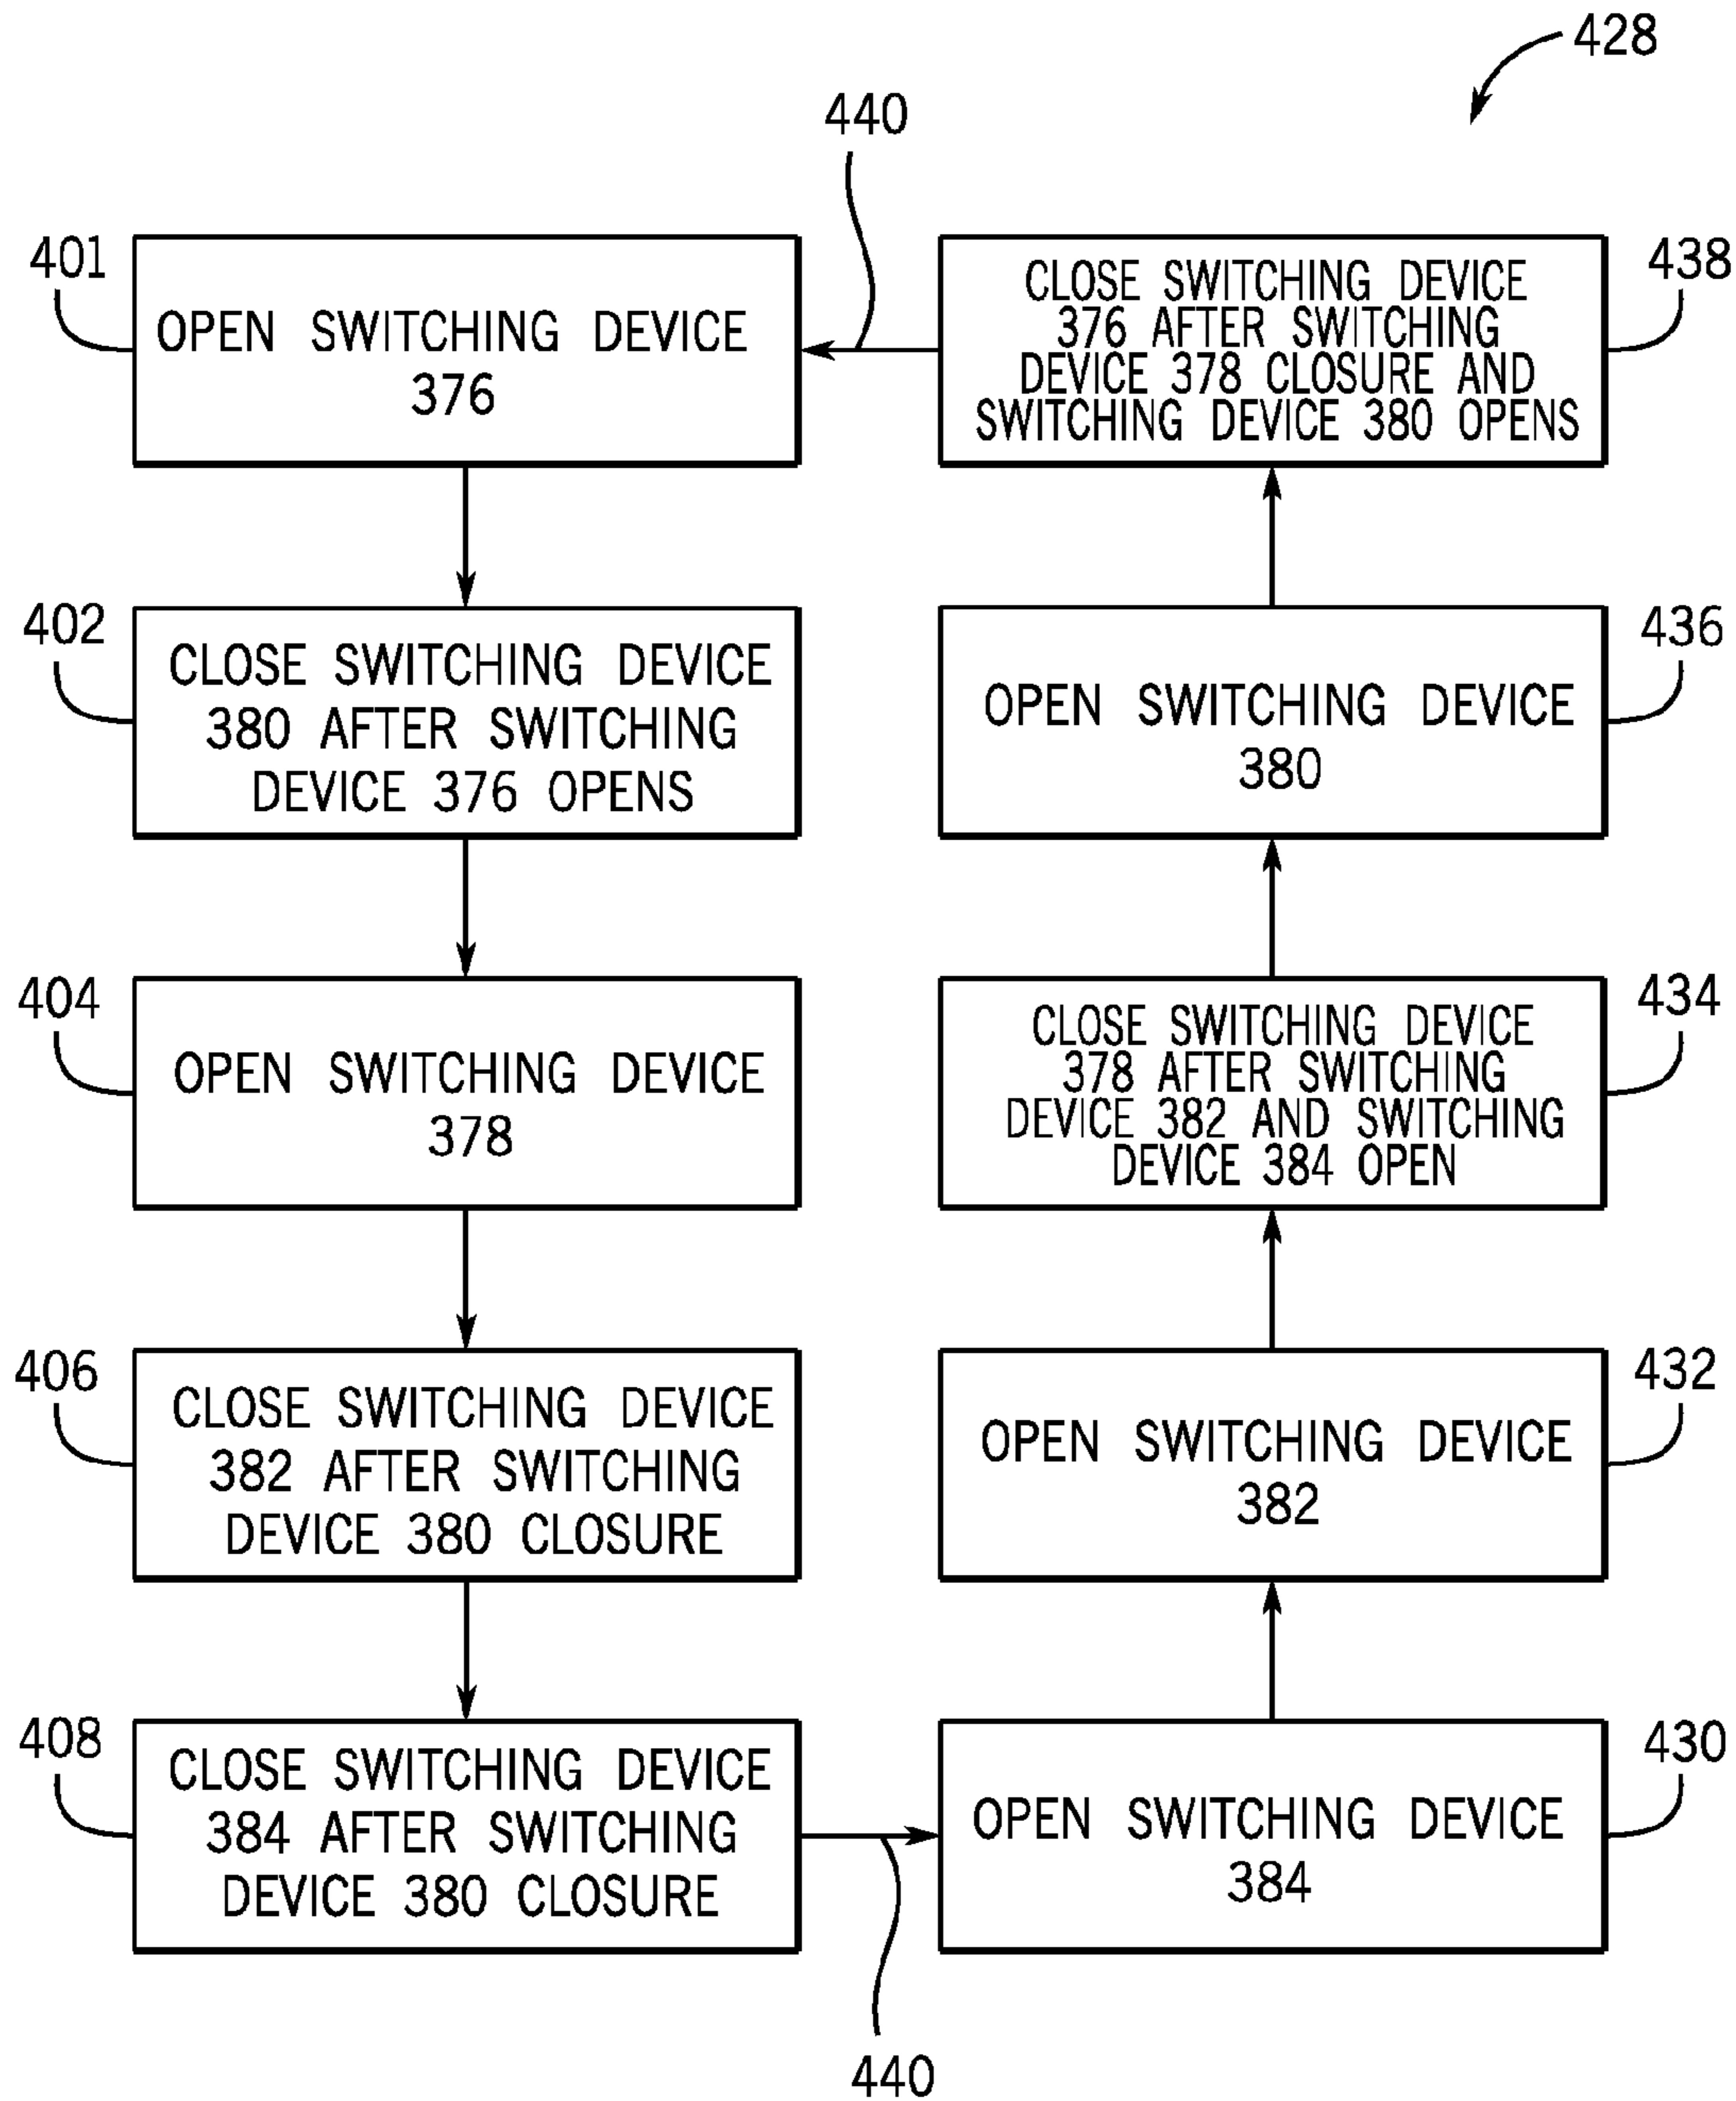 428
440
401
OPEN SWITCHING DEVICE
376
402
CLOSE SWITCHING DEVICE
380 AFTER SWITCHING
DEVICE 376 OPENS
404
OPEN SWITCHING DEVICE
378
406
CLOSE SWITCHING DEVICE
382 AFTER SWITCHING
DEVICE 380 CLOSURE
408
CLOSE SWITCHING DEVICE
384 AFTER SWITCHING
DEVICE 380 CLOSURE
440
430
OPEN SWITCHING DEVICE
384
432
OPEN SWITCHING DEVICE
382
434
CLOSE SWITCHING DEVICE
378 AFTER SWITCHING
DEVICE 382 AND SWITCHING
DEVICE 384 OPEN
436
OPEN SWITCHING DEVICE
380
438
CLOSE SWITCHING DEVICE
376 AFTER SWITCHING
DEVICE 378 CLOSURE AND
SWITCHING DEVICE 380 OPENS